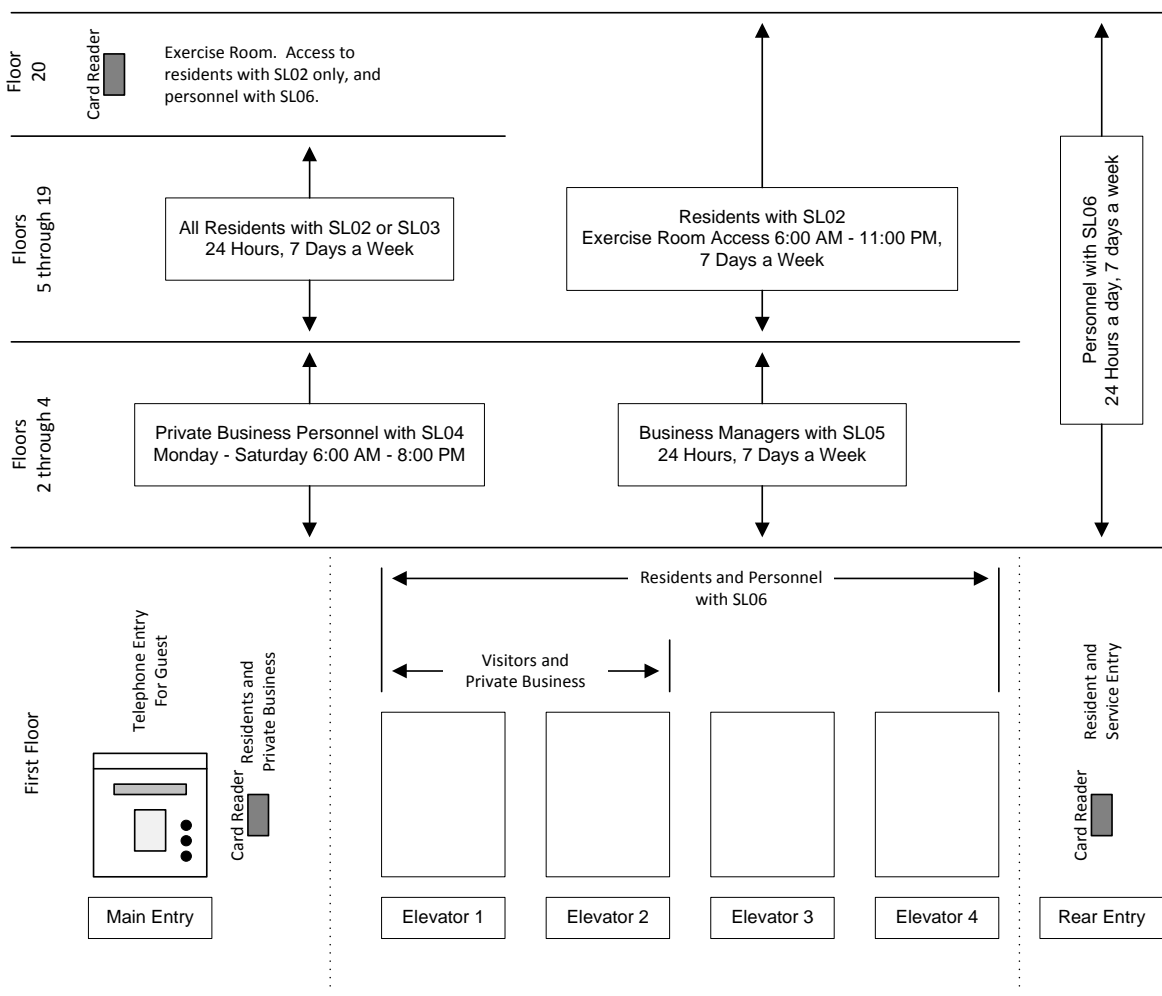 Floor
20
Card Reader
Exercise Room. Access to
residents with SL02 only, and
personnel with SL06.
Floors
5 through 19
All Residents with SL02 or SL03
24 Hours, 7 Days a Week
Residents with SL02
Exercise Room Access 6:00 AM - 11:00 PM,
7 Days a Week
Personnel with SL06
24 Hours a day, 7 days a week
Floors
2 through 4
Private Business Personnel with SL04
Monday - Saturday 6:00 AM - 8:00 PM
Business Managers with SL05
24 Hours, 7 Days a Week
First Floor
Telephone Entry
For Guest
Card Reader
Residents and
Private Business
Residents and Personnel
with SL06
Visitors and
Private Business
Resident and
Service Entry
Card Reader
Main Entry
Elevator 1
Elevator 2
Elevator 3
Elevator 4
Rear Entry